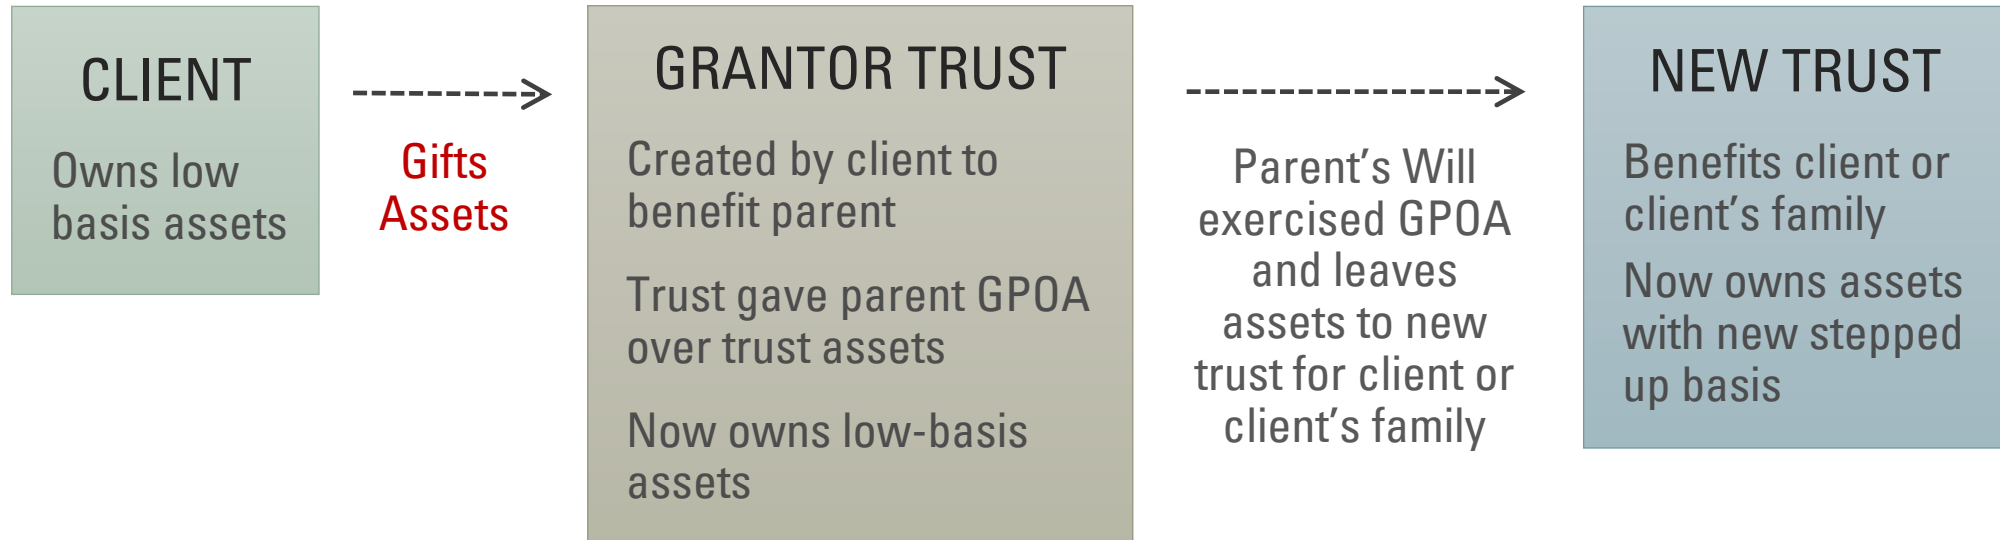 CLIENT
Owns low
basis assets
Gifts
Assets
GRANTOR TRUST
Created by client to
benefit parent
Trust gave parent GPOA
over trust assets
Now owns low-basis
assets
Parent’s Will
exercised GPOA
and leaves
assets to new
trust for client or
client’s family
NEW TRUST
Benefits client or
client’s family
Now owns assets
with new stepped
up basis